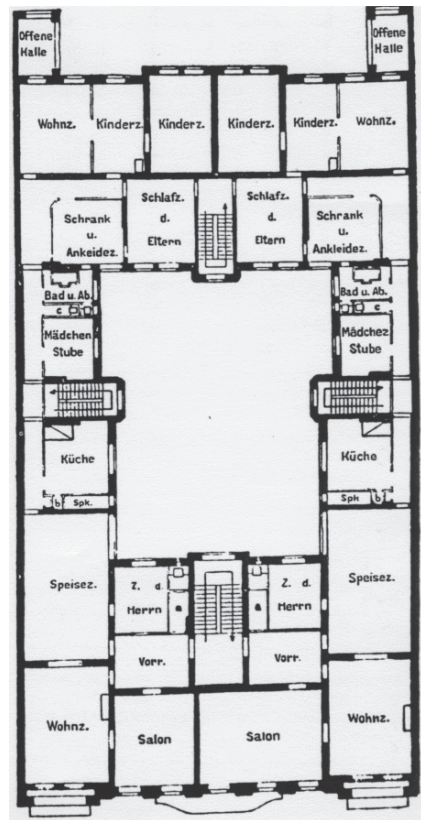 Offene
Halle
Offene
Halle
Wohnz.
Kinderz.
Kinderz.
Kinderz.
Kinderz.
Wohnz.
Schrank
u.
Ankeidez.
Schlafz.
d.
Eltern
Schlafz.
d.
Eltern
Schrank
u.
Ankleidez.
Bad u. Ab.
c
Mädchen
Stube
Bad u. Ab.
c
Mädchez
Stube
Küche
b Spk.
Küche
Spk b
Speisez.
Speisez.
Z. d.
Herrn
a
Z. d.
a Herrn
Vorr.
Vorr.
Wohnz.
Salon
Salon
Wohnz.